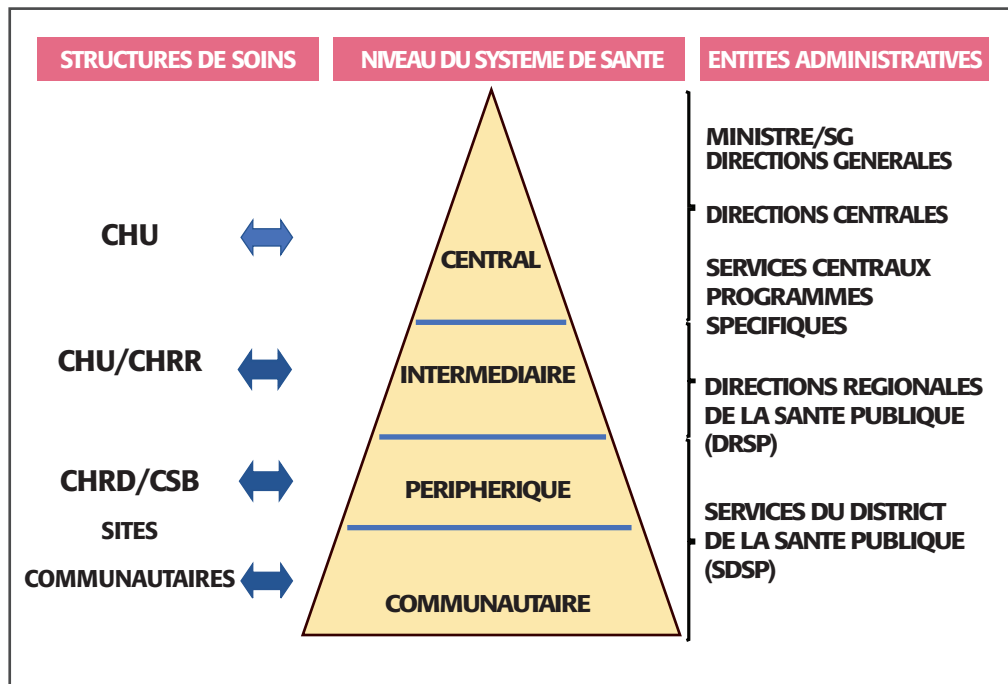 STRUCTURES DE SOINS
NIVEAU DU SYSTEME DE SANTE
ENTITES ADMINISTRATIVES
CHU
CHU/CHRR
CHRD/CSB
SITES
COMMUNAUTAIRES
CENTRAL
INTERMEDIAIRE
PERIPHERIQUE
COMMUNAUTAIRE
MINISTRE/SG
DIRECTIONS GENERALES
DIRECTIONS CENTRALES
SERVICES CENTRAUX
PROGRAMMES
SPECIFIQUES
DIRECTIONS REGIONALES
DE LA SANTE PUBLIQUE
(DRSP)
SERVICES DU DISTRICT
DE LA SANTE PUBLIQUE
(SDSP)